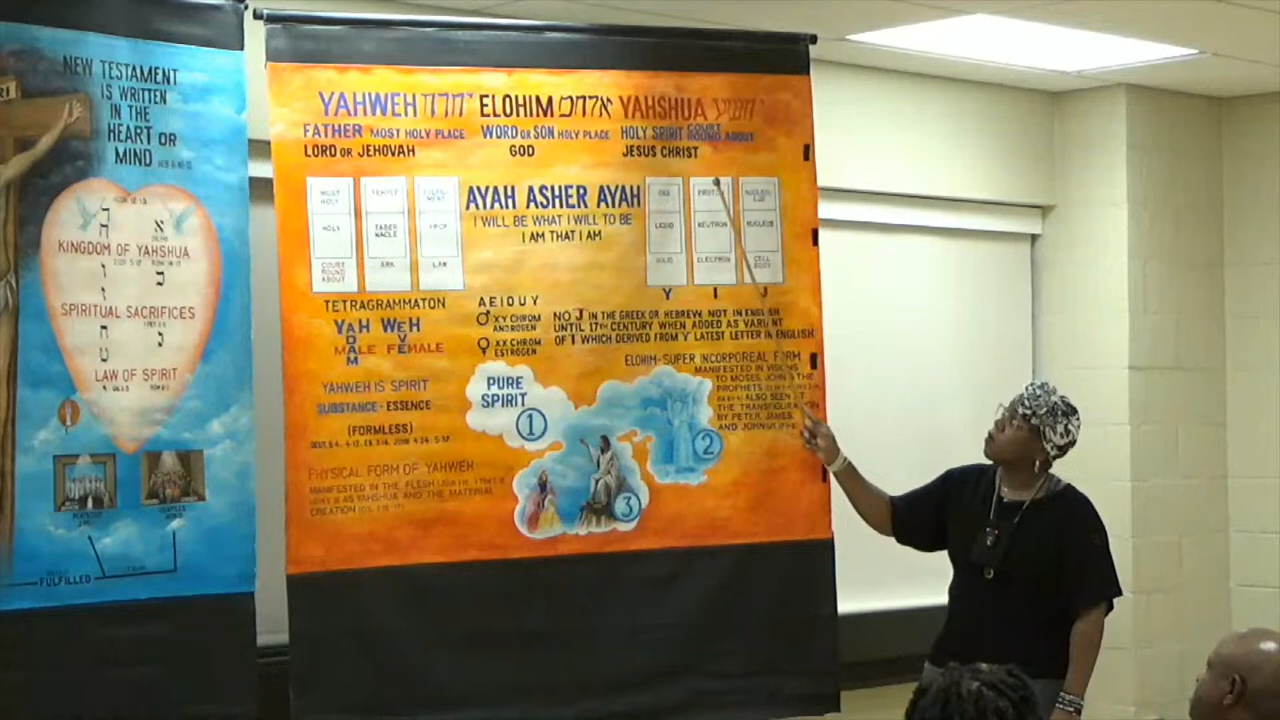 NEW TESTAMENT
IS WRITTEN
IN THE
HEART OR
MIND
ה
א
KINGDOM OF YAHSHUA
ו
כ
SPIRITUAL SACRIFICES
ח
נ
ט
LAW OF SPIRIT
FULFILLED
YAHWEH יהוה ELOHIM אלהים YAHSHUA
FATHER MOST HOLY PLACE WORD OR SON HOLY PLACE HOLY SPIRIT COURT ROUND ABOUT
LORD OR JEHOVAH GOD JESUS CHRIST
MOST HOLY
HOLY
COURT ROUND ABOUT
TEMPLE
TABER NACLE
ARK
LAW
AYAH ASHER AYAH
I WILL BE WHAT I WILL TO BE
I AM THAT I AM
GAS
LIQUID
SOLID
PROTON
NEUTRON
ELECTRON
NUCLEUS
CELL BODY
Y I J
TETRAGRAMMATON
YAH WEH
D V
A E
M
MALE FEMALE
A E I O U Y
♂ XY CHROM
ANDROGEN
♀ XX CHROM
ESTROGEN
NO J IN THE GREEK OR HEBREW. NOT IN ENGLISH
UNTIL 17TH CENTURY WHEN ADDED AS VARIANT
OF I WHICH DERIVED FROM Y LATEST LETTER IN ENGLISH.
ELOHIM-SUPER INCORPOREAL FORM
MANIFESTED IN VISIONS
TO MOSES, JOHN & THE
PROPHETS
ALSO SEEN AT
THE TRANSFIGURATION
BY PETER, JAMES,
AND JOHN
YAHWEH IS SPIRIT
SUBSTANCE - ESSENCE
(FORMLESS)
PURE
SPIRIT
1
2
3
PHYSICAL FORM OF YAHWEH
MANIFESTED IN THE FLESH
AS YAHSHUA AND THE MATERIAL
CREATION